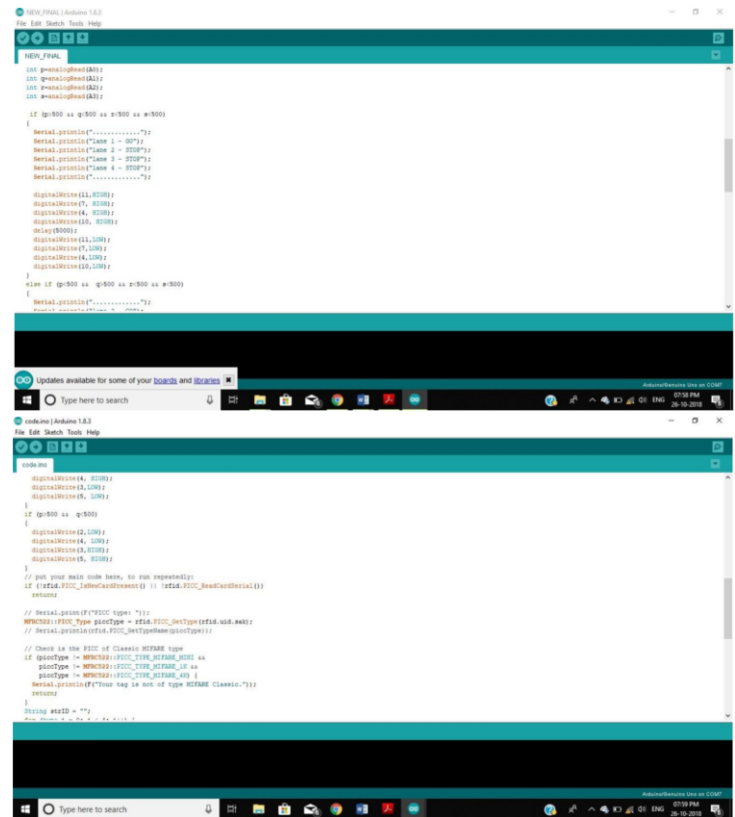 NEW_FINAL | Arduino 1.8.3
File Edit Sketch Tools Help
NEW_FINAL
int p=analogRead(A0);
int q=analogRead(A1);
int r=analogRead(A2);
int s=analogRead(A3);
if (p>500 && q<500 && r<500 && s<500)
{
Serial.println(".............");
Serial.println("lane 1 - GO");
Serial.println("lane 2 - STOP");
Serial.println("lane 3 - STOP");
Serial.println("lane 4 - STOP");
Serial.println(".............");
digitalWrite(11,HIGH);
digitalWrite(7, HIGH);
digitalWrite(4, HIGH);
digitalWrite(10, HIGH);
delay(5000);
digitalWrite(11,LOW);
digitalWrite(7,LOW);
digitalWrite(4,LOW);
digitalWrite(10,LOW);
}
else if (p<500 && q>500 && r<500 && s<500)
{
Serial.println(".............");
Updates available for some of your boards and libraries
Arduino/Genuino Uno on COM7
Type here to search
ENG
07:58 PM
26-10-2018
code.ino | Arduino 1.8.3
File Edit Sketch Tools Help
code.ino
digitalWrite(4, HIGH);
digitalWrite(3,LOW);
digitalWrite(5, LOW);
}
if (p>500 && q<500)
{
digitalWrite(2,LOW);
digitalWrite(4, LOW);
digitalWrite(3,HIGH);
digitalWrite(5, HIGH);
}
// put your main code here, to run repeatedly:
if (!rfid.PICC_IsNewCardPresent() || !rfid.PICC_ReadCardSerial())
return;
// Serial.print(F("PICC type: "));
MFRC522::PICC_Type piccType = rfid.PICC_GetType(rfid.uid.sak);
// Serial.println(rfid.PICC_GetTypeName(piccType));
// Check is the PICC of Classic MIFARE type
if (piccType != MFRC522::PICC_TYPE_MIFARE_MINI &&
piccType != MFRC522::PICC_TYPE_MIFARE_1K &&
piccType != MFRC522::PICC_TYPE_MIFARE_4K) {
Serial.println(F("Your tag is not of type MIFARE Classic."));
return;
}
String strID = "";
Arduino/Genuino Uno on COM7
Type here to search
ENG
07:59 PM
26-10-2018